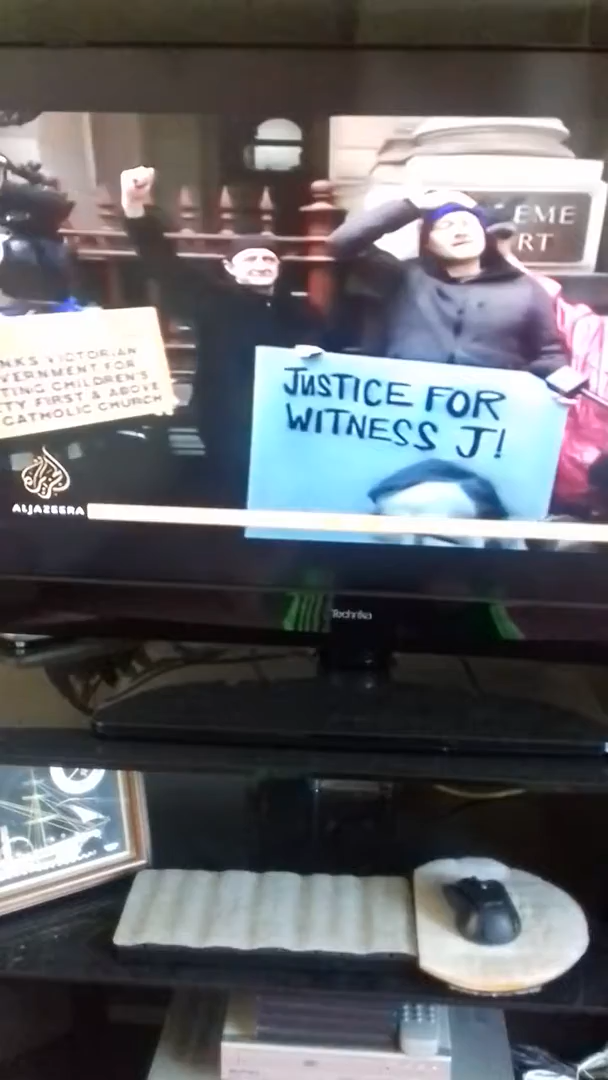 EME
RT
NKS VICTORIAN
VERNMENT FOR
TING CHILDREN'S
TY FIRST & ABOVE
CATHOLIC CHURCH
JUSTICE FOR
WITNESS J!
ALJAZEERA
Technika